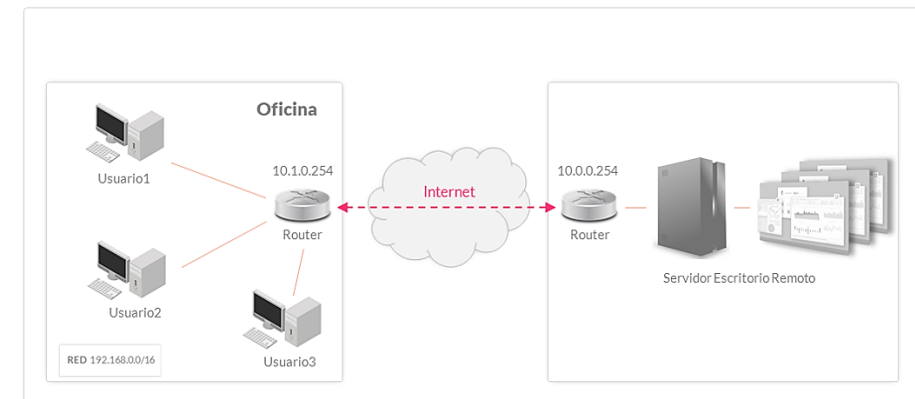 Oficina
Usuario1
10.1.0.254
Router
Usuario2
Usuario3
RED 192.168.0.0/16
Internet
10.0.0.254
Router
Servidor Escritorio Remoto